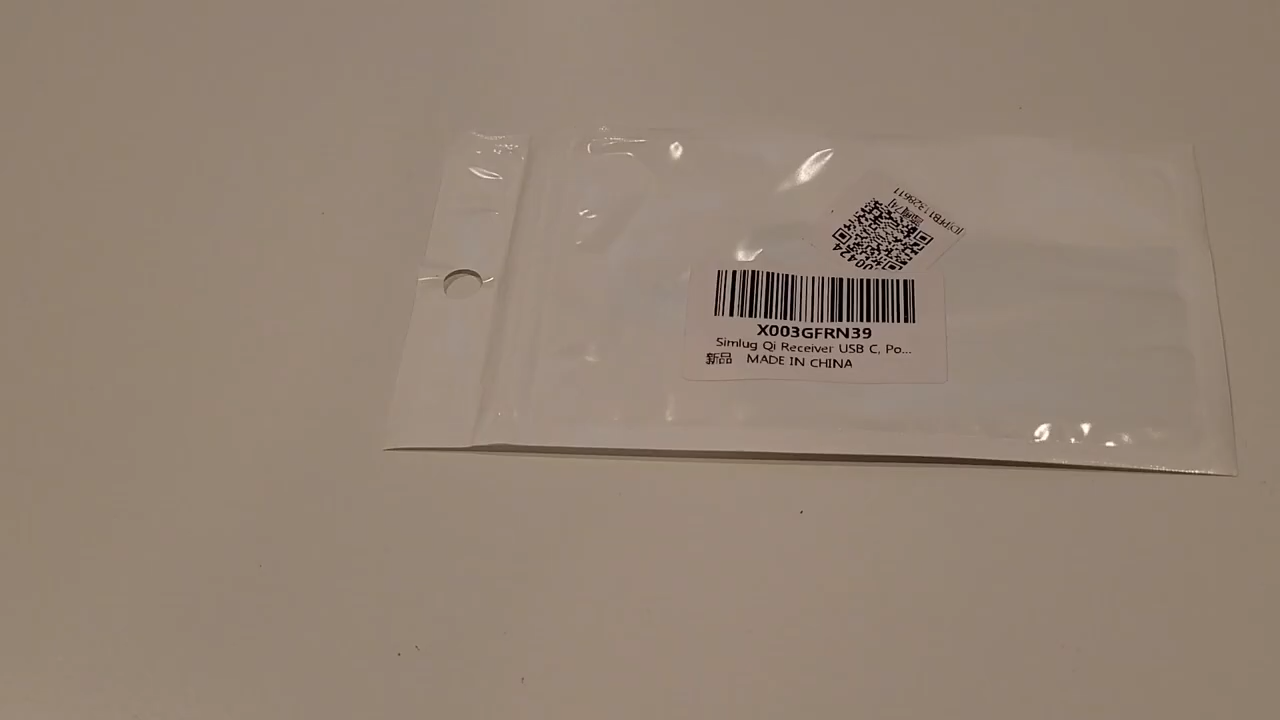 X003GFRN39
Simlug Qi Receiver USB C, Po...
新品 MADE IN CHINA